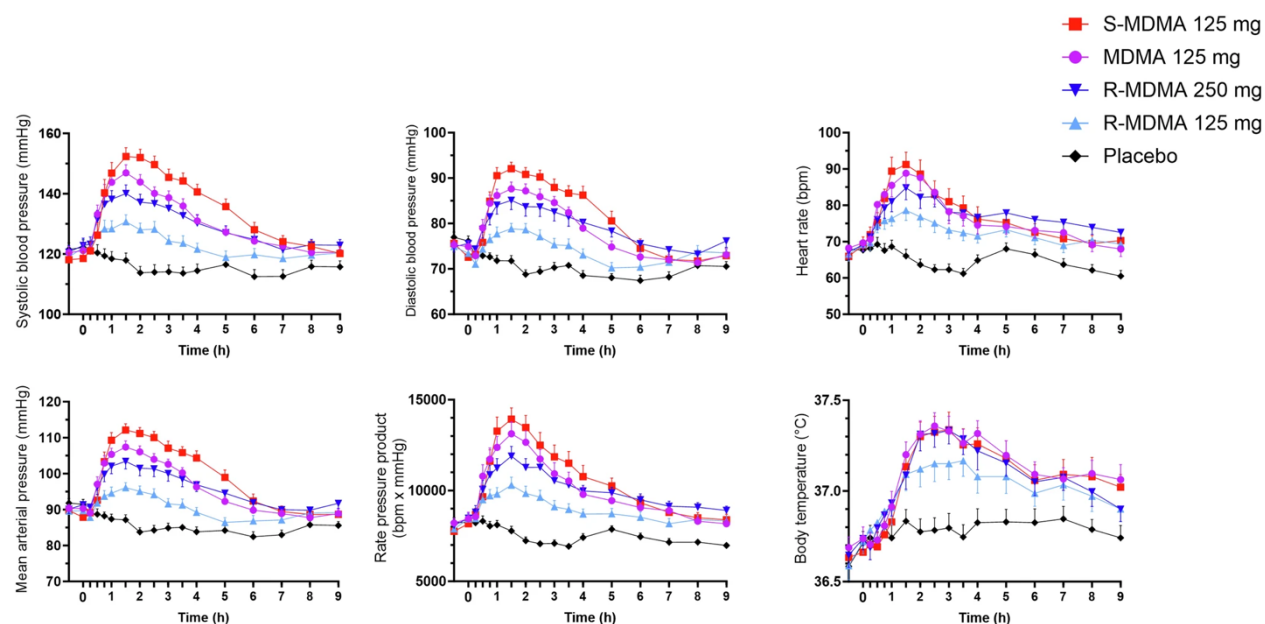 S-MDMA 125 mg
MDMA 125 mg
R-MDMA 250 mg
R-MDMA 125 mg
Placebo
Systolic blood pressure (mmHg)
160
140
120
100
0 1 2 3 4 5 6 7 8 9
Time (h)
Diastolic blood pressure (mmHg)
100
90
80
70
60
0 1 2 3 4 5 6 7 8 9
Time (h)
Heart rate (bpm)
100
90
80
70
60
50
0 1 2 3 4 5 6 7 8 9
Time (h)
Mean arterial pressure (mmHg)
120
110
100
90
80
70
0 1 2 3 4 5 6 7 8 9
Time (h)
Rate pressure product
(bpm x mmHg)
15000
10000
5000
0 1 2 3 4 5 6 7 8 9
Time (h)
Body temperature (°C)
37.5
37.0
36.5
0 1 2 3 4 5 6 7 8 9
Time (h)